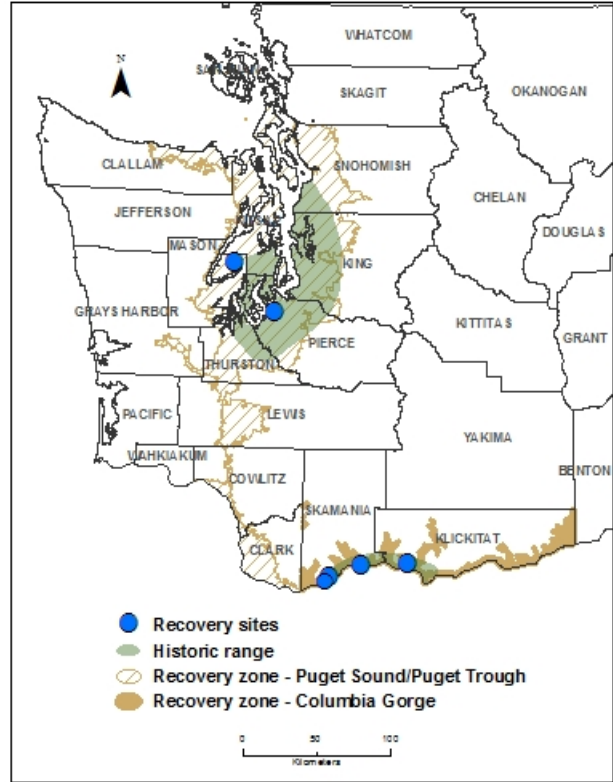 WHATCOM
N
SKAGIT
OKANOGAN
CLALLAM
SNOHOMISH
CHELAN
JEFFERSON
DOUGLAS
MASON
KING
GRAYS HARBOR
KITTITAS
GRANT
PIERCE
THURSTON
PACIFIC
LEWIS
YAKIMA
WAHKIAKUM
BENTON
COWLITZ
SKAMANIA
KLICKITAT
CLARK
Recovery sites
Historic range
Recovery zone - Puget Sound/Puget Trough
Recovery zone - Columbia Gorge
0 50 100
Kilometers